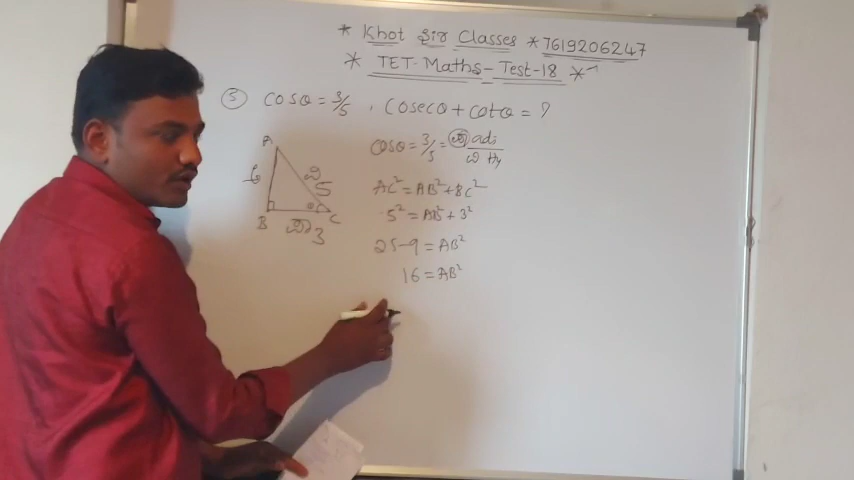 * Khot Sir Classes * 7619206247
* TET-Maths-Test-18 *
5 cosθ = 3/5 , cosecθ + cotθ = ?
A
B
C
5
3
θ
cosθ = 3/5 = adj / Hy
AC² = AB² + BC²
5² = AB² + 3²
25-9 = AB²
16 = AB²